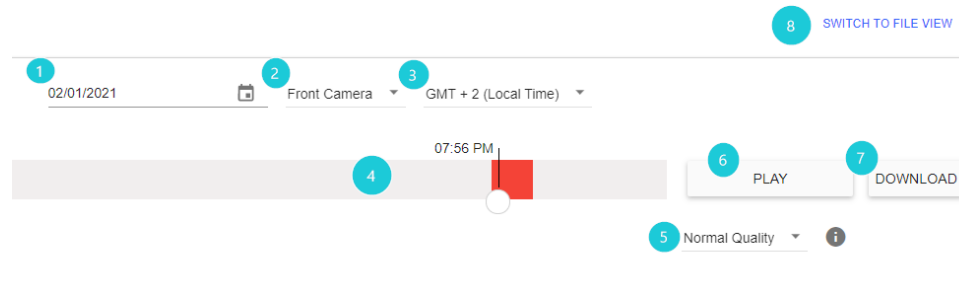 8 SWITCH TO FILE VIEW
1 2 3
02/01/2021 Front Camera GMT + 2 (Local Time)
07:56 PM
4 6 PLAY 7 DOWNLOAD
5 Normal Quality